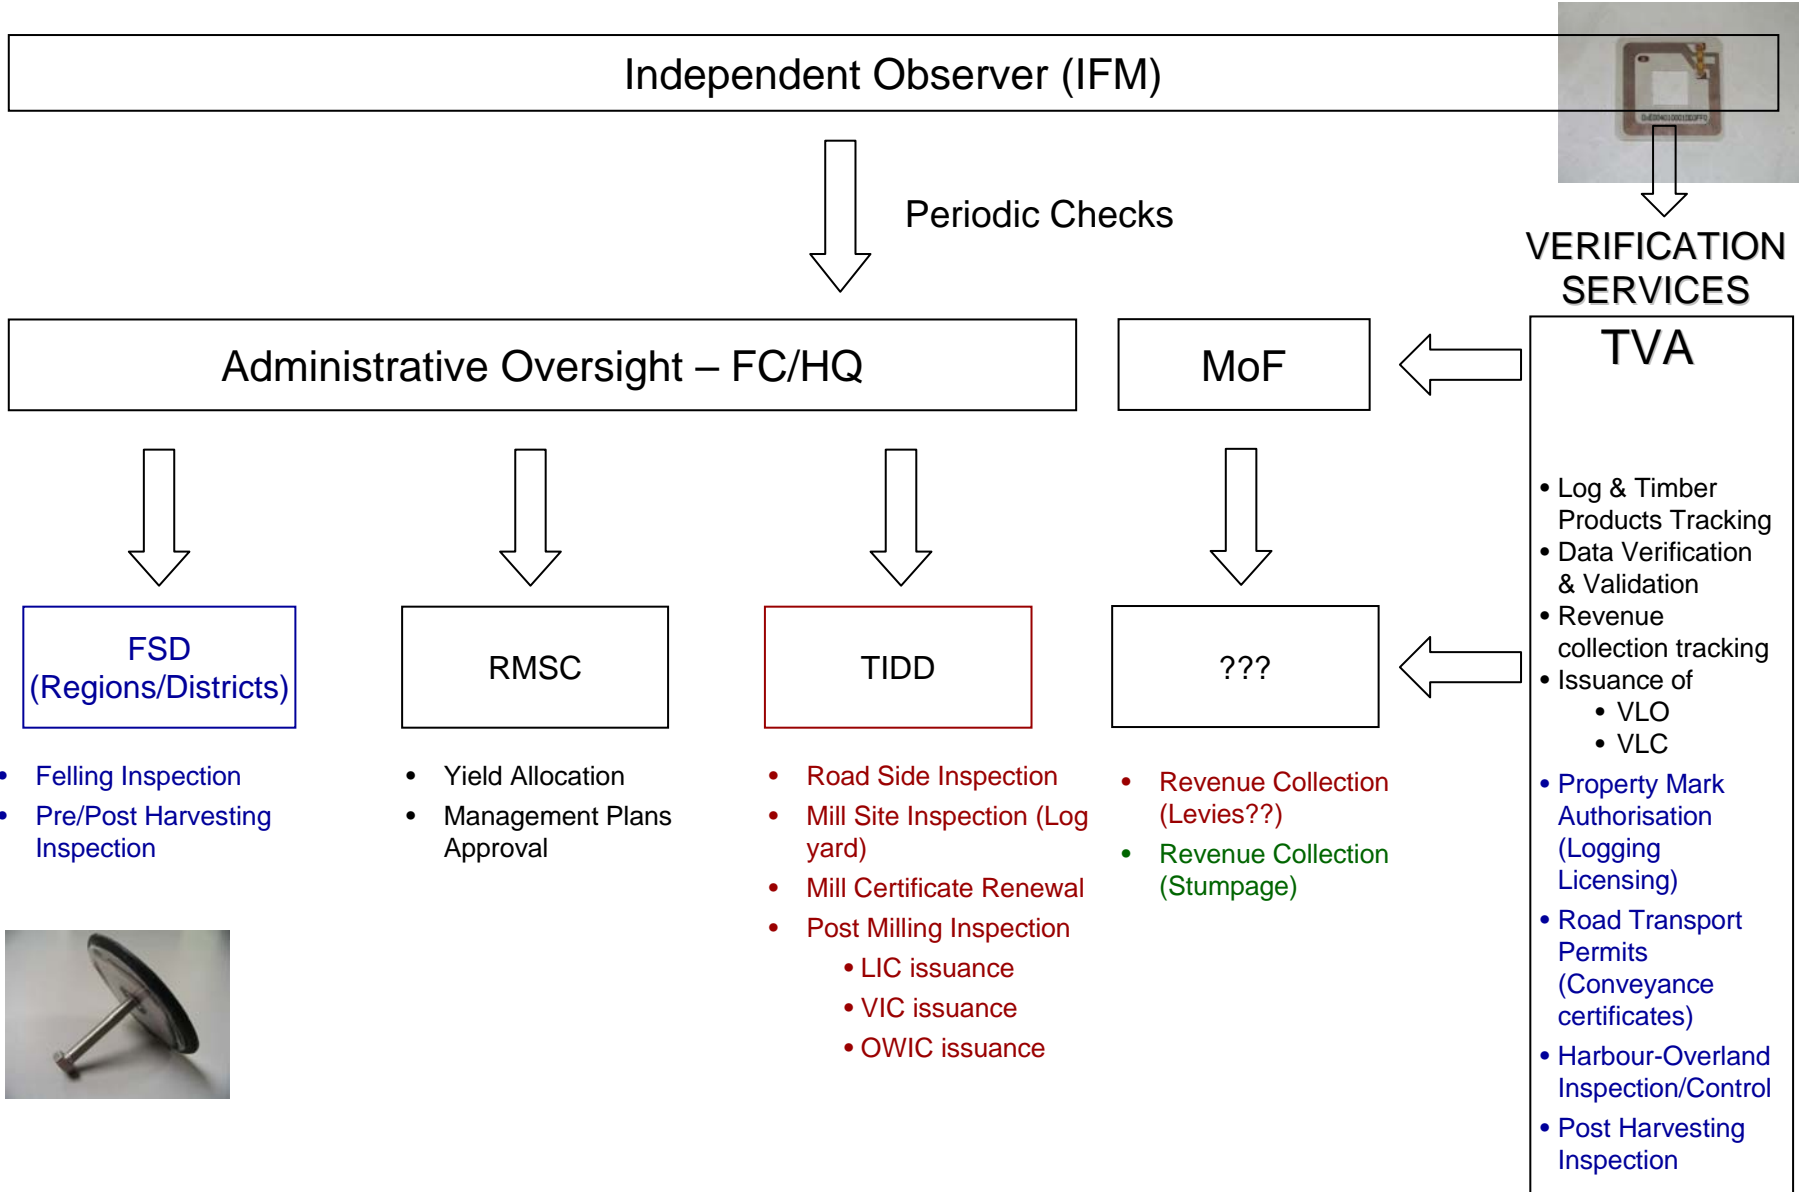 Independent Observer (IFM)
Periodic Checks
VERIFICATION
SERVICES
Administrative Oversight – FC/HQ
MoF
TVA
• Log & Timber
Products Tracking
• Data Verification
& Validation
• Revenue
collection tracking
• Issuance of
• VLO
• VLC
• Property Mark
Authorisation
(Logging
Licensing)
• Road Transport
Permits
(Conveyance
certificates)
• Harbour-Overland
Inspection/Control
• Post Harvesting
Inspection
FSD
(Regions/Districts)
• Felling Inspection
• Pre/Post Harvesting
Inspection
RMSC
• Yield Allocation
• Management Plans
Approval
TIDD
• Road Side Inspection
• Mill Site Inspection (Log
yard)
• Mill Certificate Renewal
• Post Milling Inspection
• LIC issuance
• VIC issuance
• OWIC issuance
???
• Revenue Collection
(Levies??)
• Revenue Collection
(Stumpage)